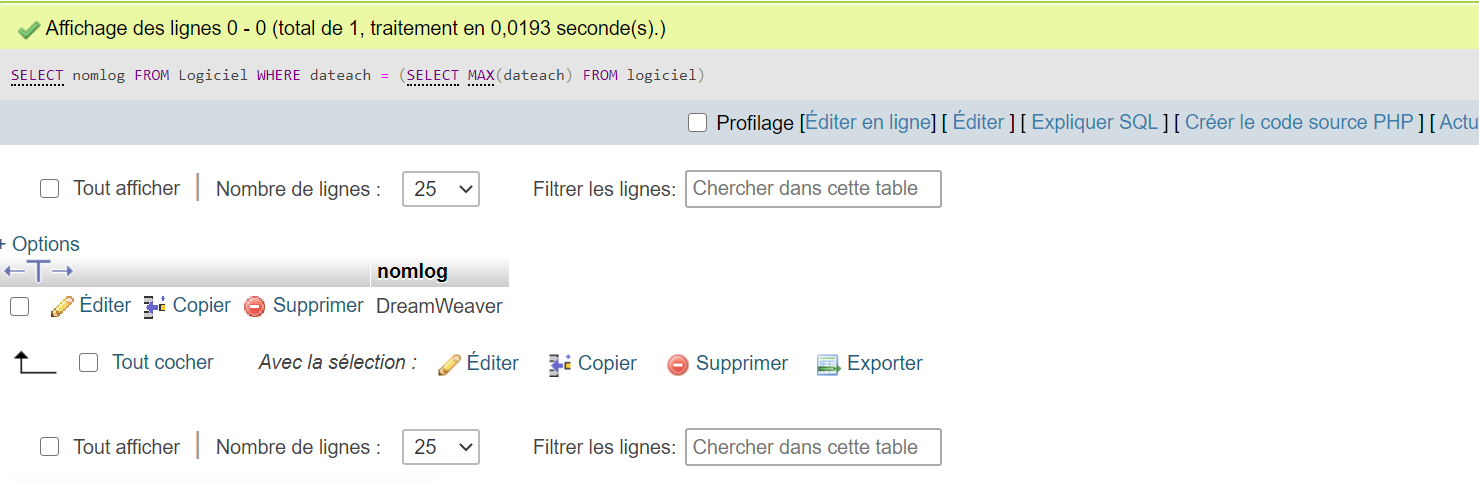 Affichage des lignes 0 - 0 (total de 1, traitement en 0,0193 seconde(s).)
SELECT nomlog FROM Logiciel WHERE dateach = (SELECT MAX(dateach) FROM logiciel)
Profilage [Éditer en ligne] [ Éditer ] [ Expliquer SQL ] [ Créer le code source PHP ] [ Actu
Tout afficher | Nombre de lignes : 25 Filtrer les lignes: Chercher dans cette table
+ Options
←T→ nomlog
Éditer Copier Supprimer DreamWeaver
Tout cocher Avec la sélection : Éditer Copier Supprimer Exporter
Tout afficher | Nombre de lignes : 25 Filtrer les lignes: Chercher dans cette table